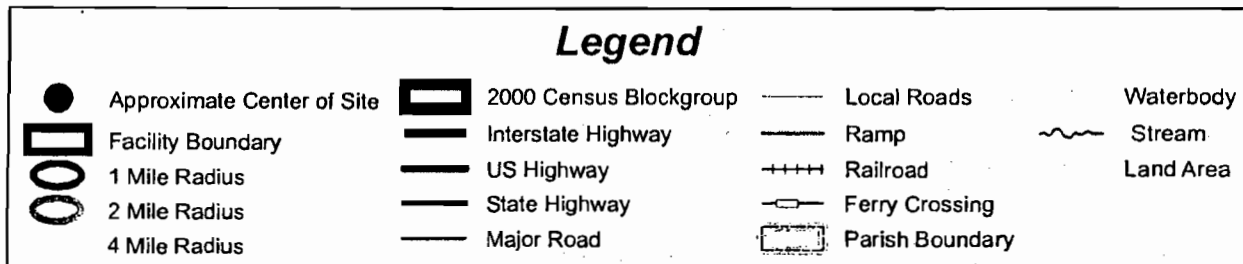 Legend
Approximate Center of Site
Facility Boundary
1 Mile Radius
2 Mile Radius
4 Mile Radius
2000 Census Blockgroup
Interstate Highway
US Highway
State Highway
Major Road
Local Roads
Ramp
Railroad
Ferry Crossing
Parish Boundary
Waterbody
Stream
Land Area